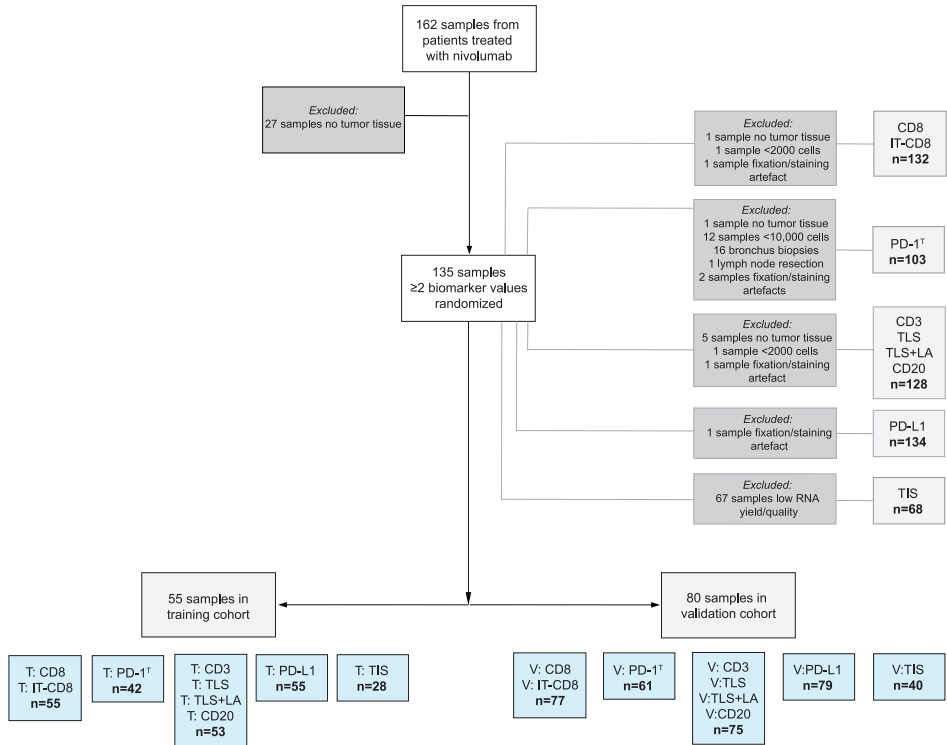 162 samples from
patients treated
with nivolumab
Excluded:
27 samples no tumor tissue
Excluded:
1 sample no tumor tissue
1 sample <2000 cells
1 sample fixation/staining
artefact
CD8
IT-CD8
n=132
Excluded:
1 sample no tumor tissue
12 samples <10,000 cells
16 bronchus biopsies
1 lymph node resection
2 samples fixation/staining
artefacts
PD-1ᵀ
n=103
135 samples
≥2 biomarker values
randomized
Excluded:
5 samples no tumor tissue
1 sample <2000 cells
1 sample fixation/staining
artefact
CD3
TLS
TLS+LA
CD20
n=128
Excluded:
1 sample fixation/staining
artefact
PD-L1
n=134
Excluded:
67 samples low RNA
yield/quality
TIS
n=68
55 samples in
training cohort
80 samples in
validation cohort
T: CD8
T: IT-CD8
n=55
T: PD-1ᵀ
n=42
T: CD3
T: TLS
T: TLS+LA
T: CD20
n=53
T: PD-L1
n=55
T: TIS
n=28
V: CD8
V: IT-CD8
n=77
V: PD-1ᵀ
n=61
V: CD3
V:TLS
V:TLS+LA
V:CD20
n=75
V:PD-L1
n=79
V:TIS
n=40